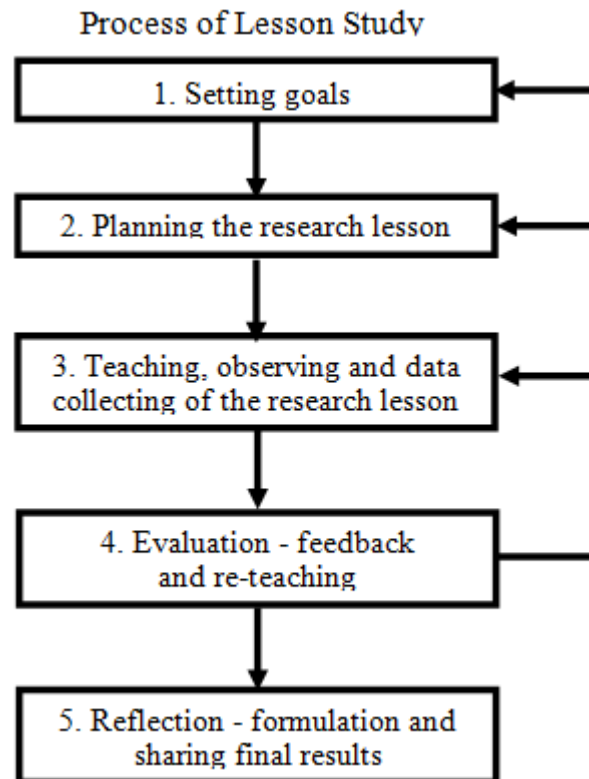 Process of Lesson Study
1. Setting goals
2. Planning the research lesson
3. Teaching, observing and data
collecting of the research lesson
4. Evaluation - feedback
and re-teaching
5. Reflection - formulation and
sharing final results